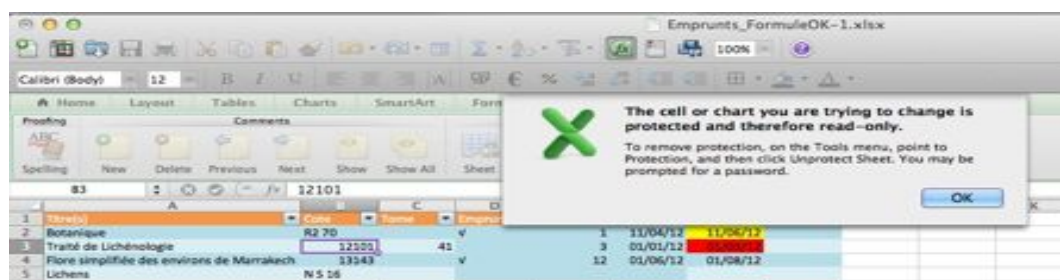 Emprunts_FormuleOK-1.xlsx
100%
Calibri (Body) 12 B I U A % A
Home Layout Tables Charts SmartArt Form
Proofing Comments
ABC
Spelling New Delete Previous Next Show Show All Sheet
The cell or chart you are trying to change is
protected and therefore read-only.
To remove protection, on the Tools menu, point to
Protection, and then click Unprotect Sheet. You may be
prompted for a password.
OK
B3 fx 12101
A C D K
1 Titre(s) Cote Tome Emprun
2 Botanique R2 70 √ 1 11/04/12 11/06/12
3 Traité de Lichénologie 12101 41 3 01/01/12
4 Flore simplifiée des environs de Marrakech 13143 √ 12 01/06/12 01/08/12
5 Lichens N S 16